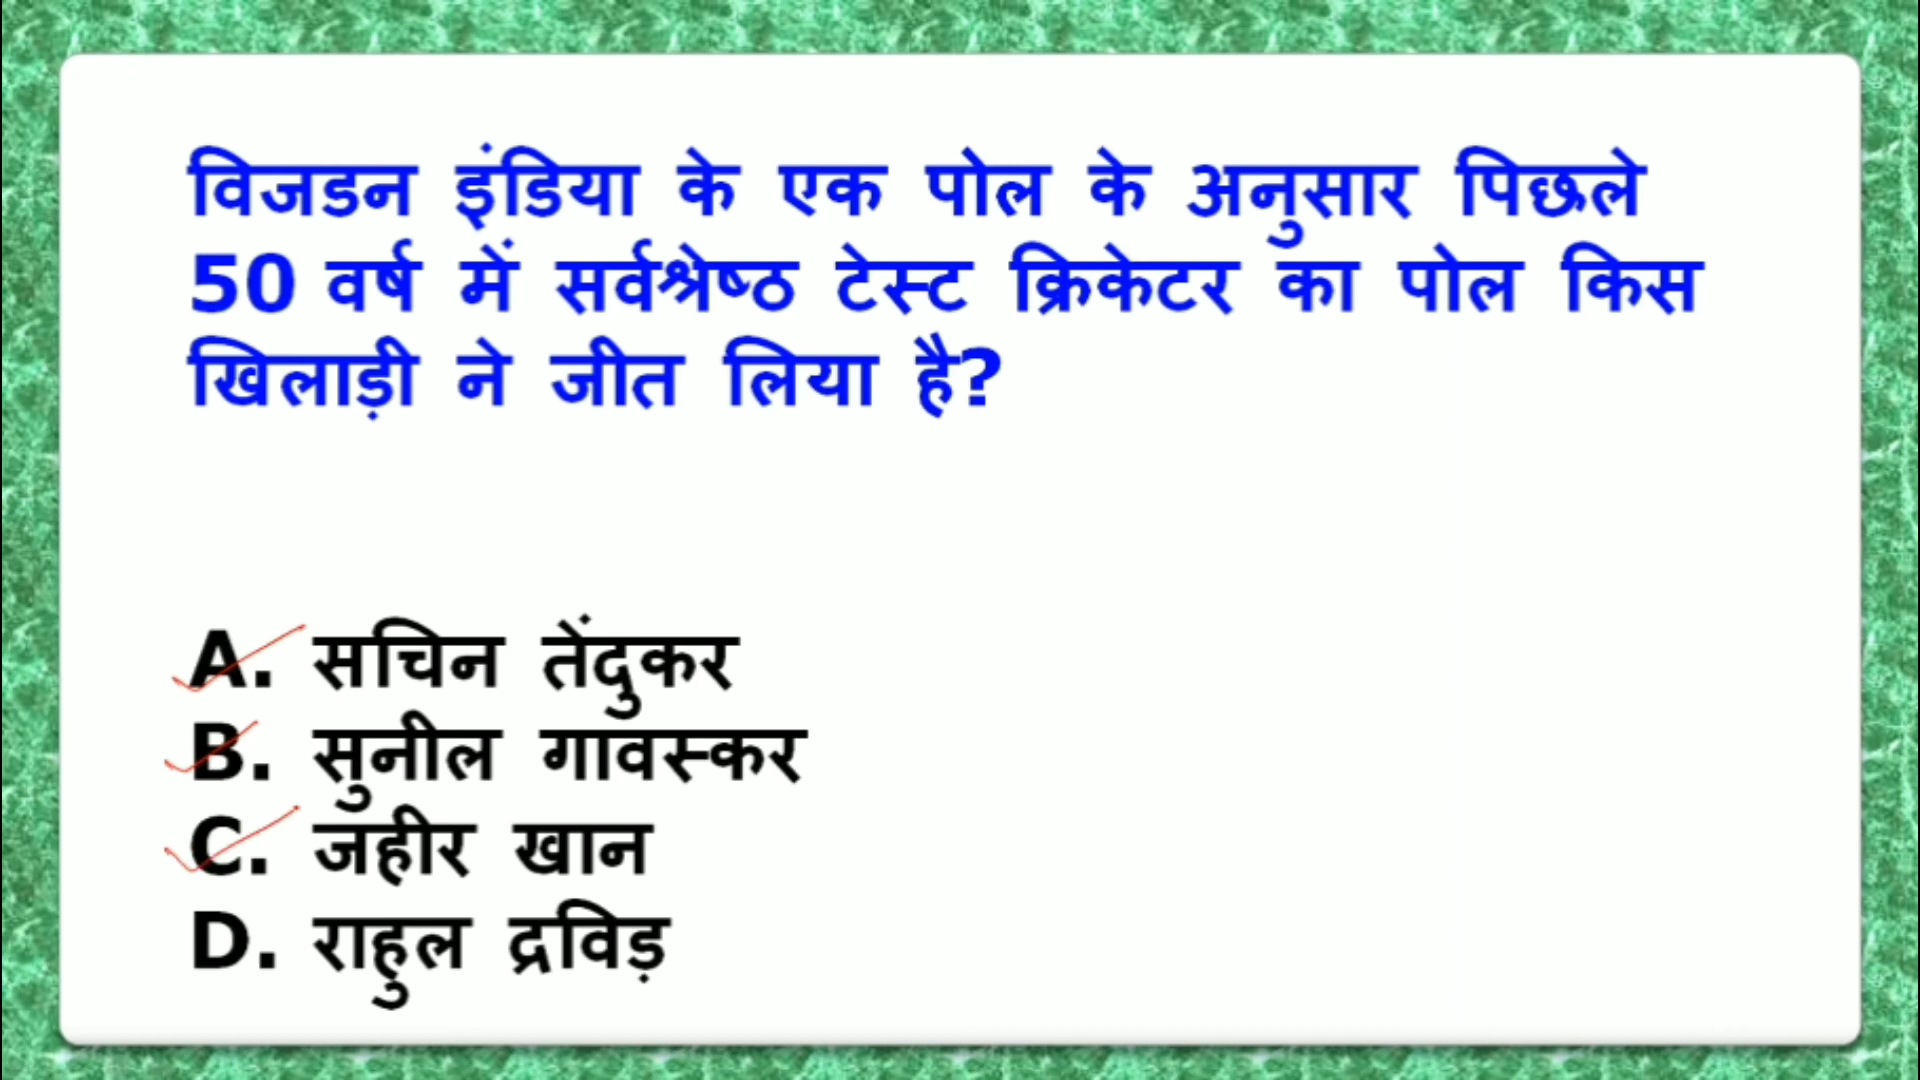 विजडन इंडिया के एक पोल के अनुसार पिछले
50 वर्ष में सर्वश्रेष्ठ टेस्ट क्रिकेटर का पोल किस
खिलाड़ी ने जीत लिया है?
A. सचिन तेंदुकर
B. सुनील गावस्कर
C. जहीर खान
D. राहुल द्रविड़